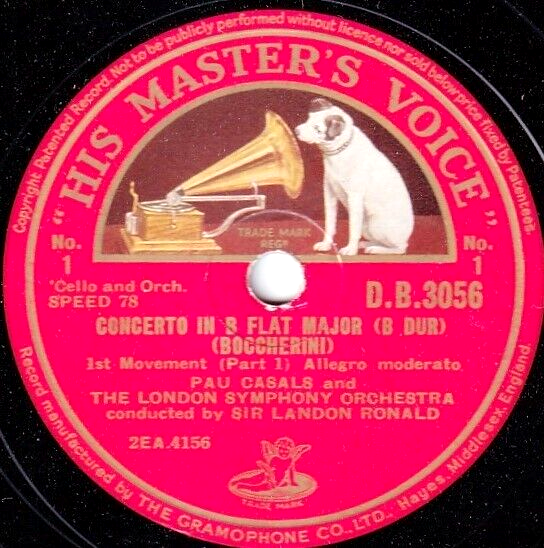 Copyright. Patented Record. Not to be publicly performed without licence nor sold below price fixed by Patentees.
"HIS MASTER'S VOICE"
TRADE MARK
REGD
No. 1
No. 1
'Cello and Orch.
SPEED 78
D.B.3056
CONCERTO IN B FLAT MAJOR (B DUR)
(BOCCHERINI)
1st Movement (Part 1) Allegro moderato
PAU CASALS and
THE LONDON SYMPHONY ORCHESTRA
conducted by SIR LANDON RONALD
2EA.4156
TRADE MARK
Record manufactured by THE GRAMOPHONE CO., LTD., Hayes, Middlesex, England.